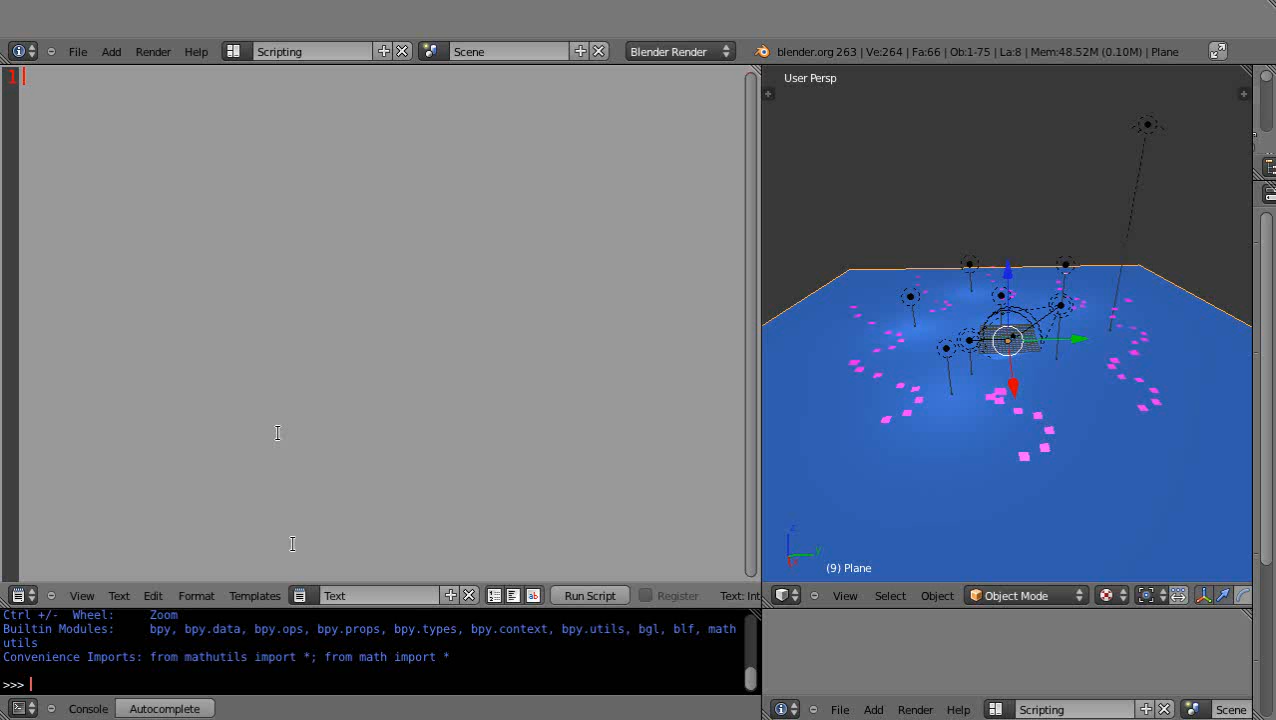 File Add Render Help Scripting Scene Blender Render blender.org 263 | Ve:264 | Fa:66 | Ob:1-75 | La:8 | Mem:48.52M (0.10M) | Plane
1
User Persp
z
y
(9) Plane
View Text Edit Format Templates Text Run Script Register Text: Int
View Select Object Object Mode
Ctrl +/- Wheel: Zoom
Builtin Modules: bpy, bpy.data, bpy.ops, bpy.props, bpy.types, bpy.context, bpy.utils, bgl, blf, math
utils
Convenience Imports: from mathutils import *; from math import *
>>>
Console Autocomplete
File Add Render Help Scripting Scene